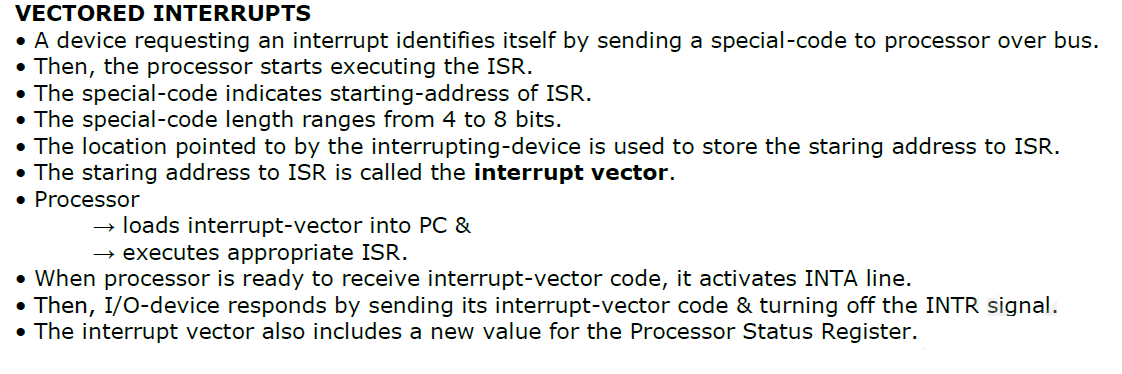 VECTORED INTERRUPTS
• A device requesting an interrupt identifies itself by sending a special-code to processor over bus.
• Then, the processor starts executing the ISR.
• The special-code indicates starting-address of ISR.
• The special-code length ranges from 4 to 8 bits.
• The location pointed to by the interrupting-device is used to store the staring address to ISR.
• The staring address to ISR is called the interrupt vector.
• Processor
→ loads interrupt-vector into PC &
→ executes appropriate ISR.
• When processor is ready to receive interrupt-vector code, it activates INTA line.
• Then, I/O-device responds by sending its interrupt-vector code & turning off the INTR signal.
• The interrupt vector also includes a new value for the Processor Status Register.